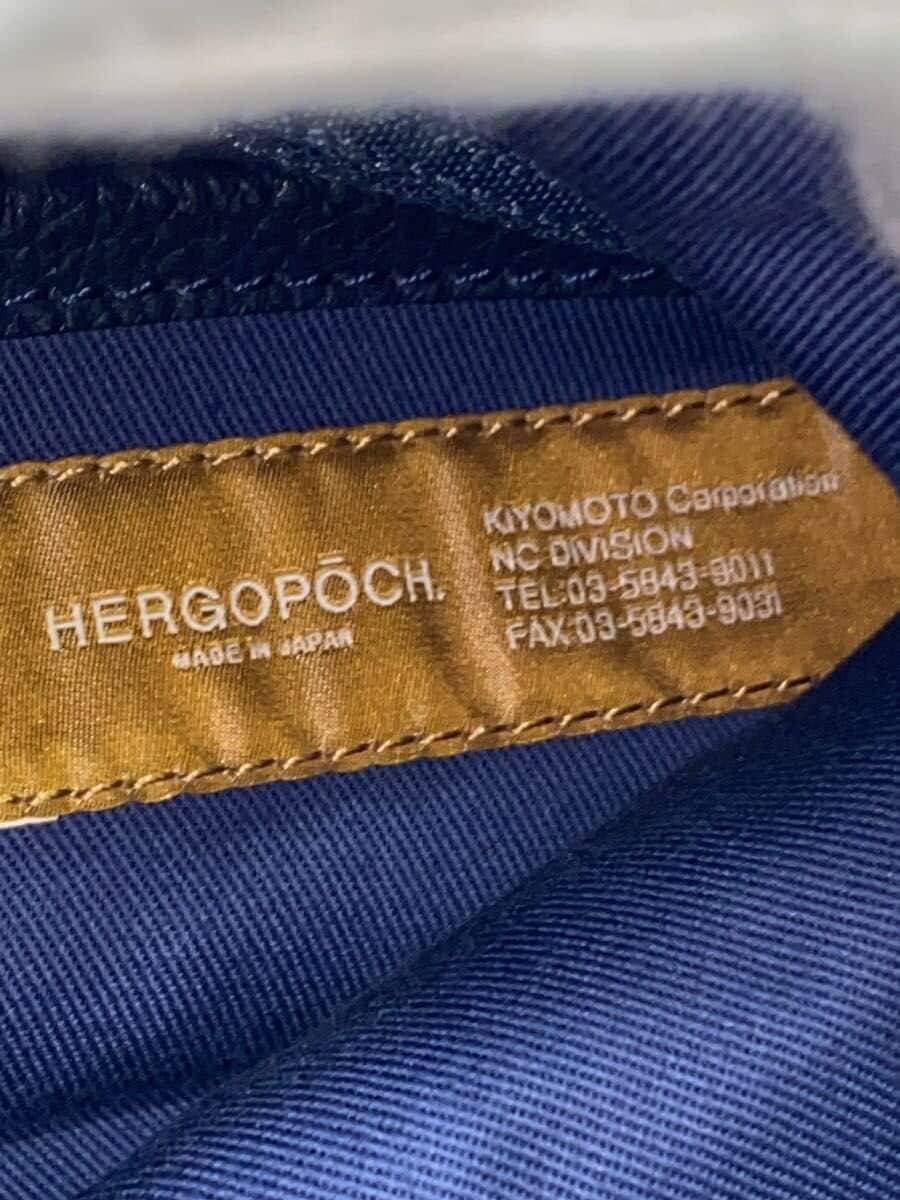 HERGOPŌCH.
MADE IN JAPAN
KIYOMOTO Corporation
NC DIVISION
TEL:03-5843-9011
FAX:03-5843-9031